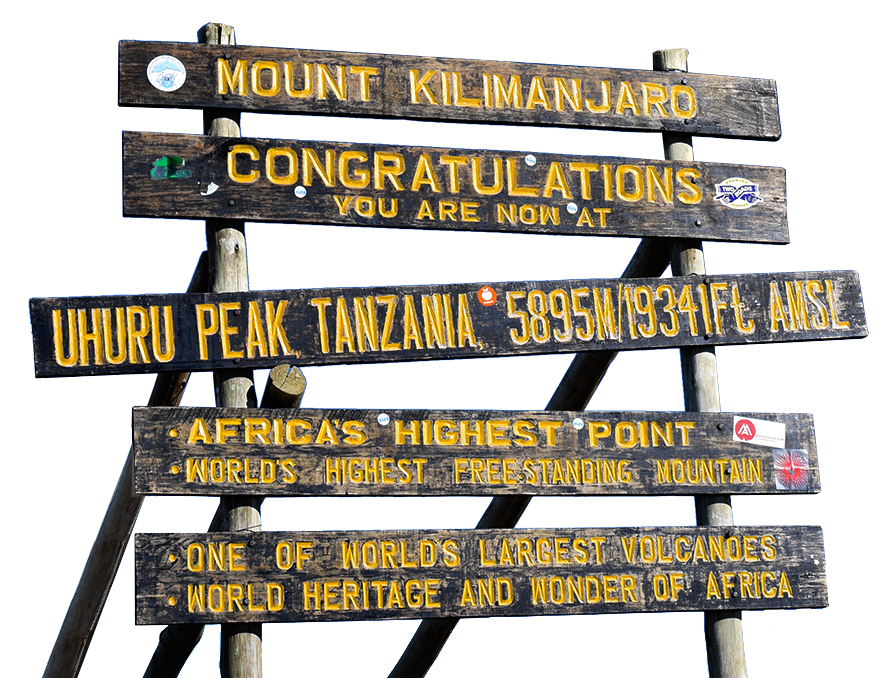 MOUNT KILIMANJARO
CONGRATULATIONS
YOU ARE NOW AT
UHURU PEAK, TANZANIA, 5895M/19341Ft AMSL
• AFRICA'S HIGHEST POINT
• WORLD'S HIGHEST FREE-STANDING MOUNTAIN
• ONE OF WORLD'S LARGEST VOLCANOES
• WORLD HERITAGE AND WONDER OF AFRICA